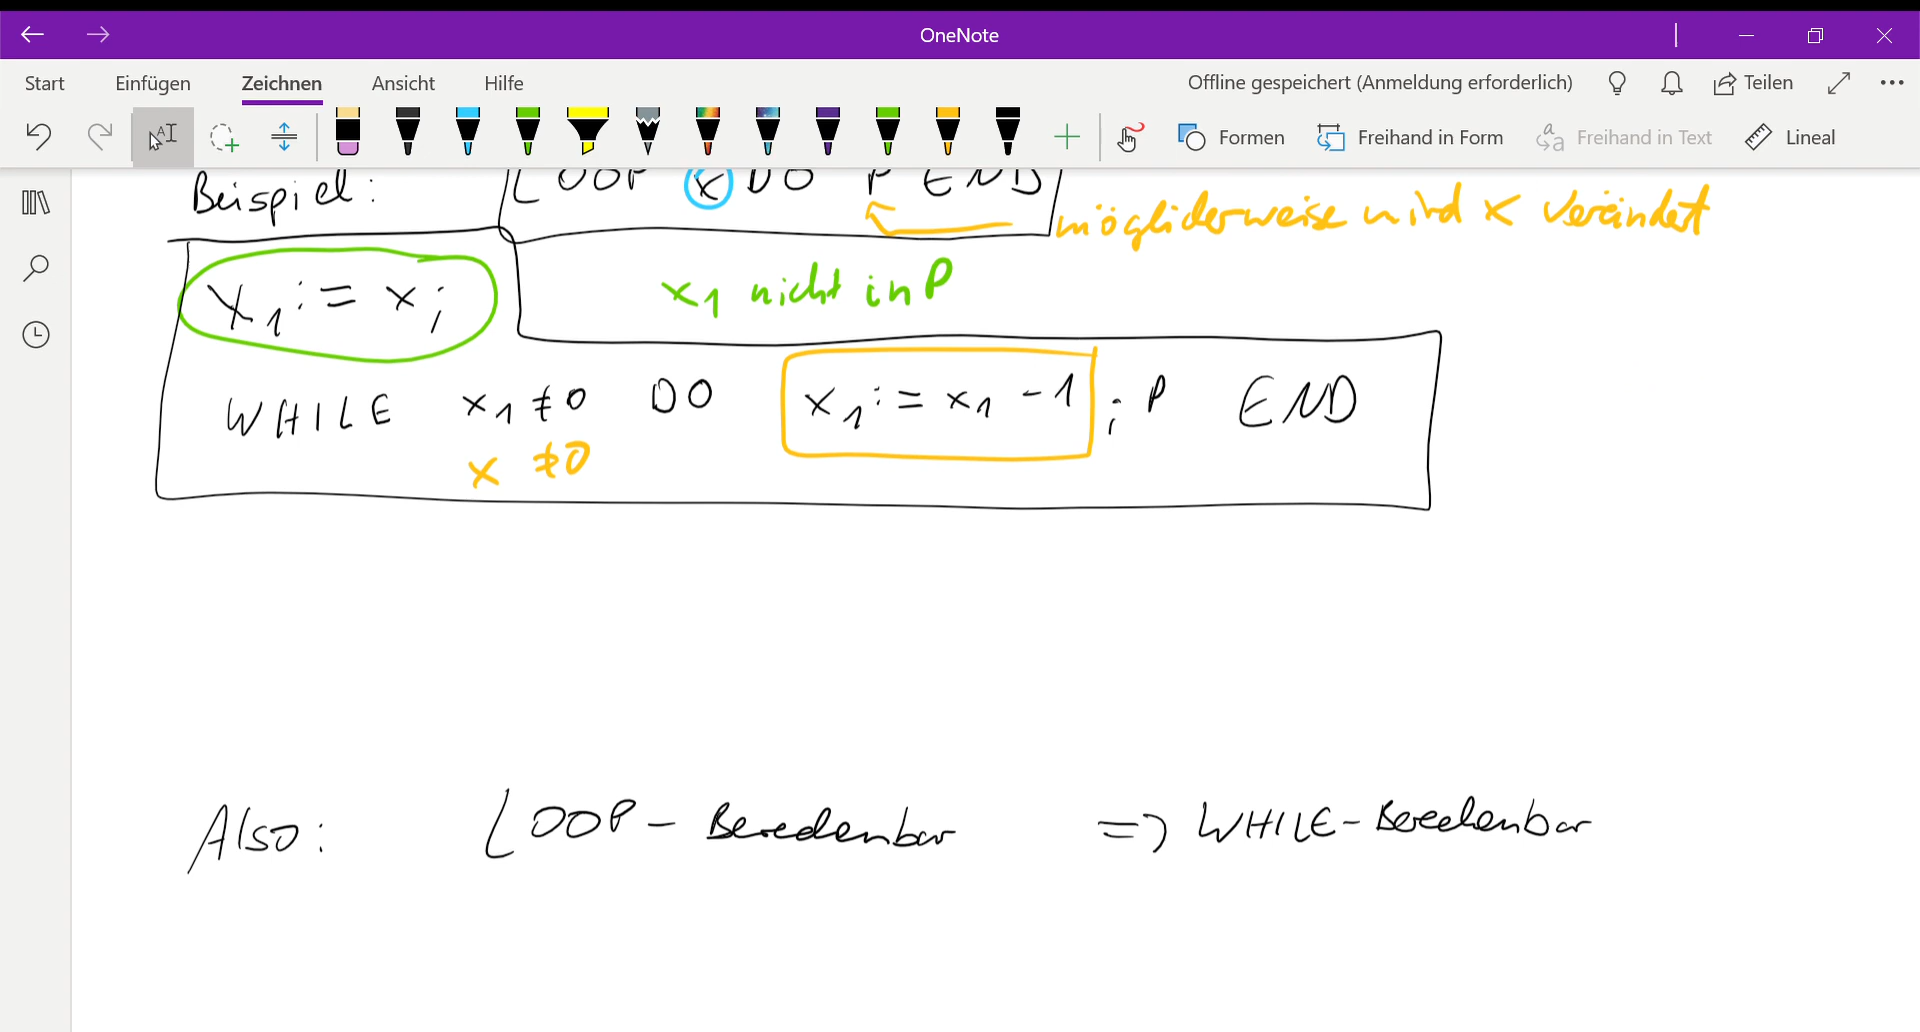 OneNote
Start Einfügen Zeichnen Ansicht Hilfe Offline gespeichert (Anmeldung erforderlich) Teilen
Formen Freihand in Form Freihand in Text Lineal
Beispiel: LOOP x DO P END
möglicherweise wird x verändert
x1 := x;
x1 nicht in P
WHILE x1 ≠ 0 DO x1 := x1 - 1 ; P END
x ≠ 0
Also: LOOP - Berechenbar => WHILE - Berechenbar